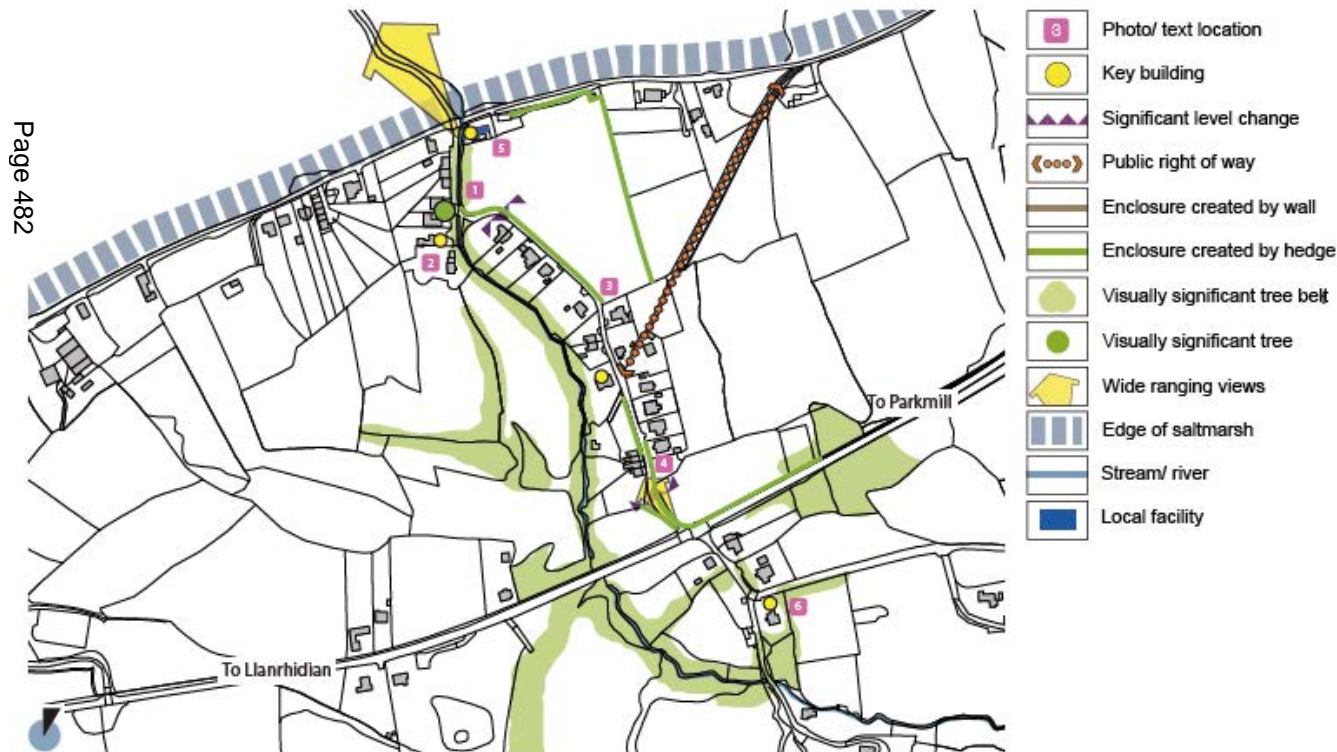 Page 482
5
1
2
3
4
6
To Parkmill
To Llanrhidian
3 Photo/ text location
Key building
Significant level change
Public right of way
Enclosure created by wall
Enclosure created by hedge
Visually significant tree belt
Visually significant tree
Wide ranging views
Edge of saltmarsh
Stream/ river
Local facility